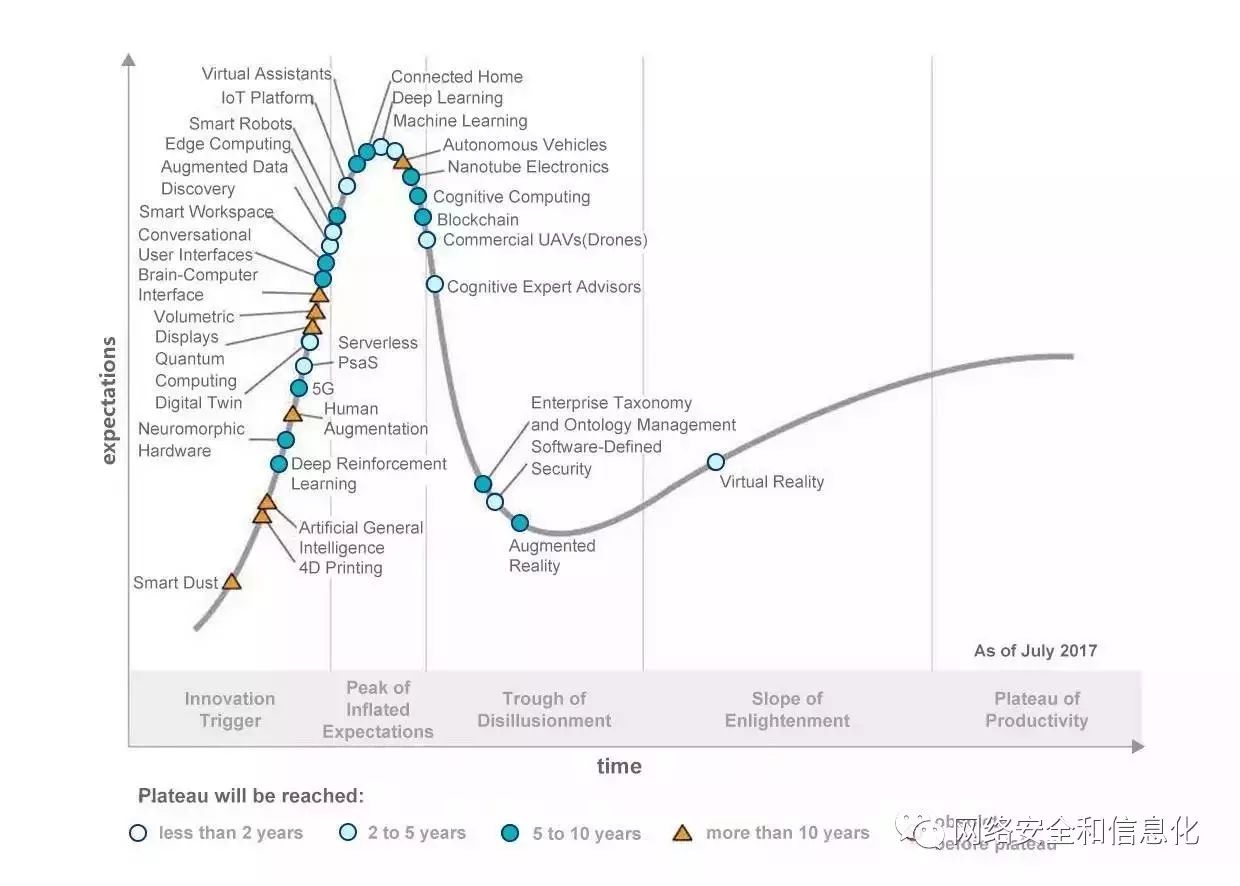 Virtual Assistants
IoT Platform
Smart Robots
Edge Computing
Augmented Data
Discovery
Smart Workspace
Conversational
User Interfaces
Brain-Computer
Interface
Volumetric
Displays
Quantum
Computing
Digital Twin
Neuromorphic
Hardware
Smart Dust
Connected Home
Deep Learning
Machine Learning
Autonomous Vehicles
Nanotube Electronics
Cognitive Computing
Blockchain
Commercial UAVs(Drones)
Cognitive Expert Advisors
Serverless
PsaS
5G
Human
Augmentation
Deep Reinforcement
Learning
Artificial General
Intelligence
4D Printing
Enterprise Taxonomy
and Ontology Management
Software-Defined
Security
Augmented
Reality
Virtual Reality
expectations
As of July 2017
Innovation
Trigger
Peak of
Inflated
Expectations
Trough of
Disillusionment
Slope of
Enlightenment
Plateau of
Productivity
time
Plateau will be reached:
less than 2 years
2 to 5 years
5 to 10 years
more than 10 years
before plateau
网络安全和信息化